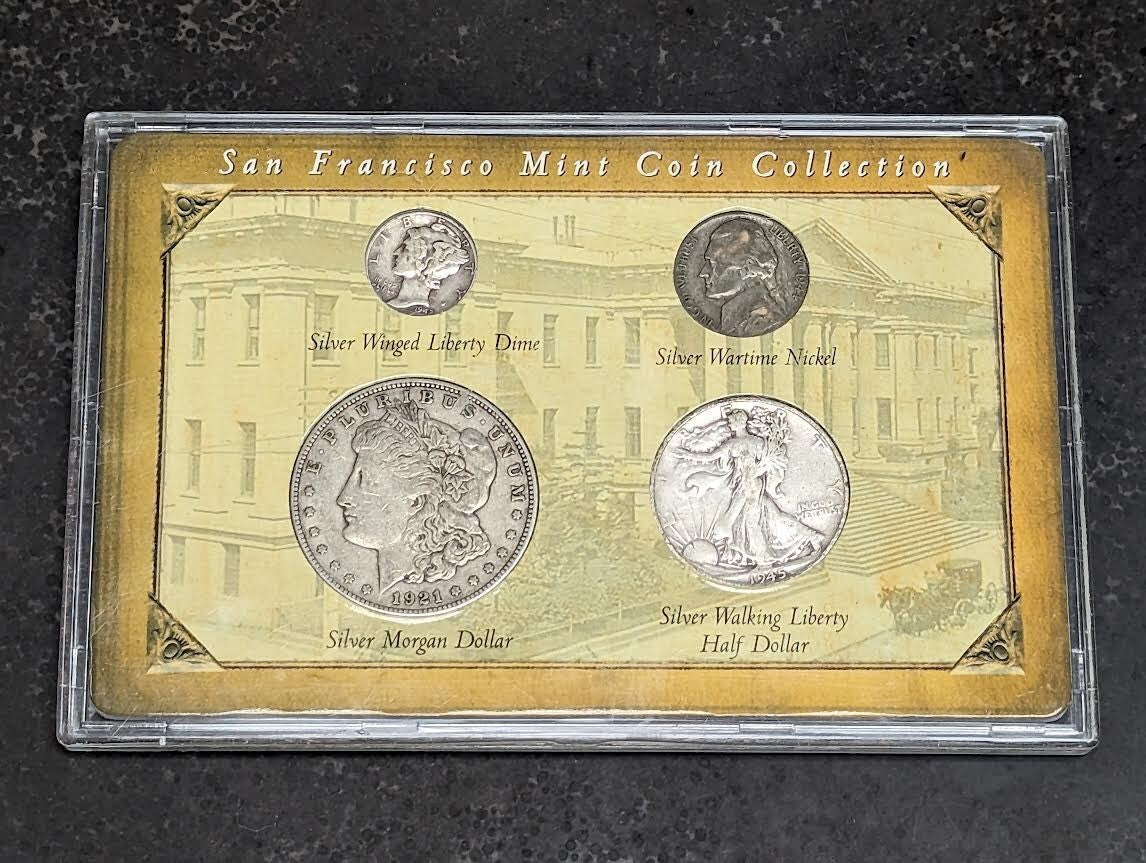 San Francisco Mint Coin Collection
LIBERTY
Silver Winged Liberty Dime
LIBERTY
Silver Wartime Nickel
E·PLURIBUS·UNUM
1921
Silver Morgan Dollar
IN GOD
WE TRUST
1945
Silver Walking Liberty
Half Dollar